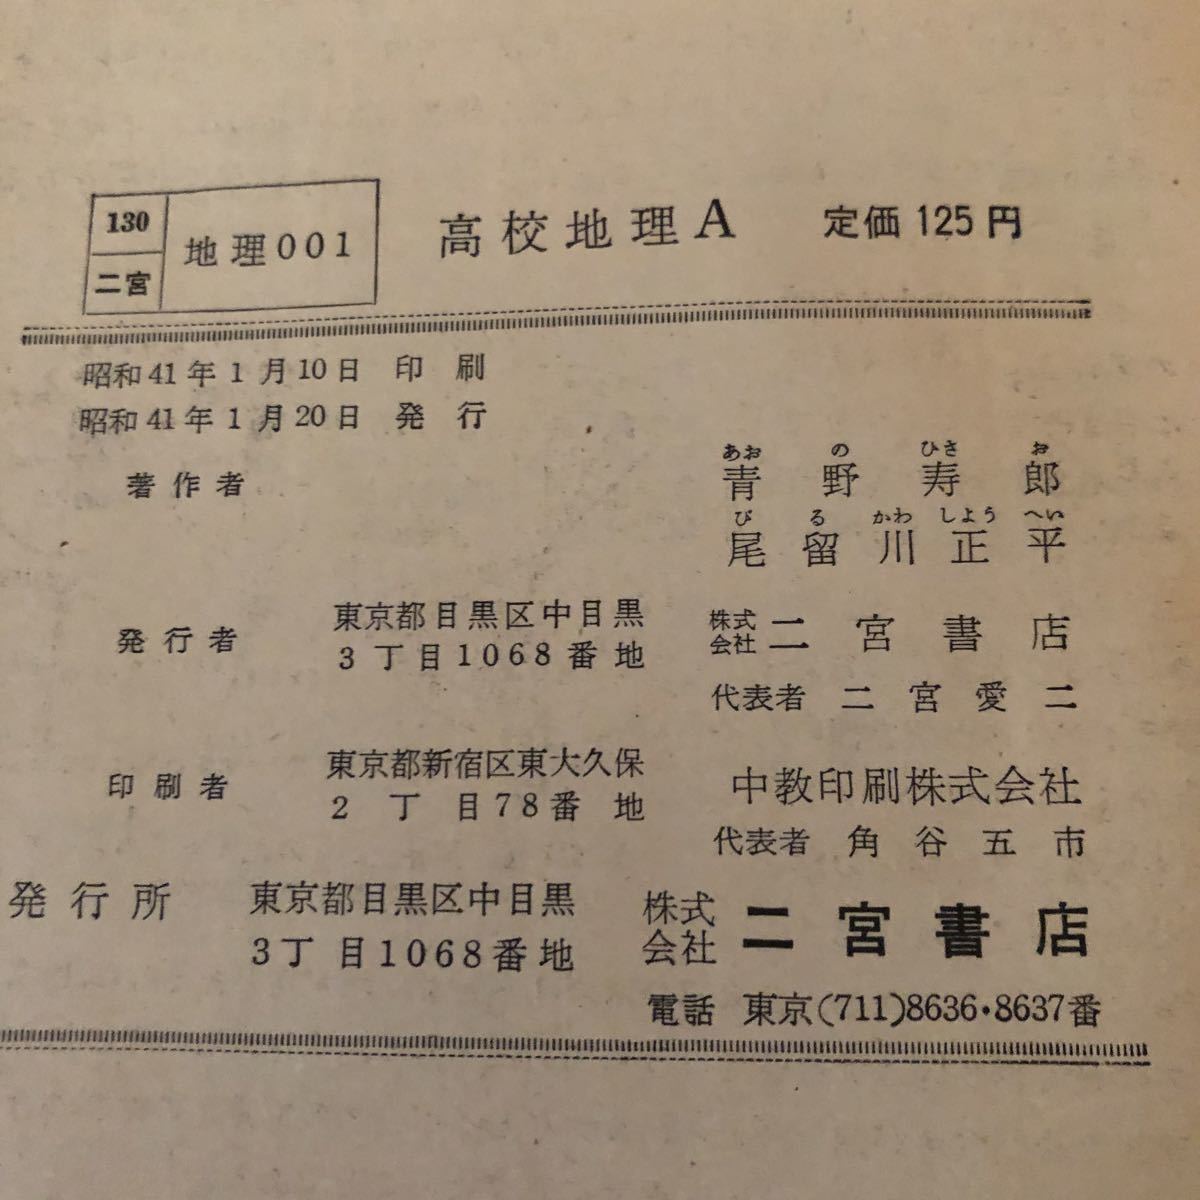 130
二宮
地理001
高校地理A 定価125円
昭和41年1月10日 印刷
昭和41年1月20日 発行
著作者
あお の ひさ お
青野寿郎
び る かわ しよう へい
尾留川正平
発行者
東京都目黒区中目黒
3丁目1068番地
株式会社 二宮書店
代表者 二宮愛二
印刷者
東京都新宿区東大久保
2丁目78番地
中教印刷株式会社
代表者 角谷五市
発行所
東京都目黒区中目黒
3丁目1068番地
株式会社 二宮書店
電話 東京(711)8636・8637番